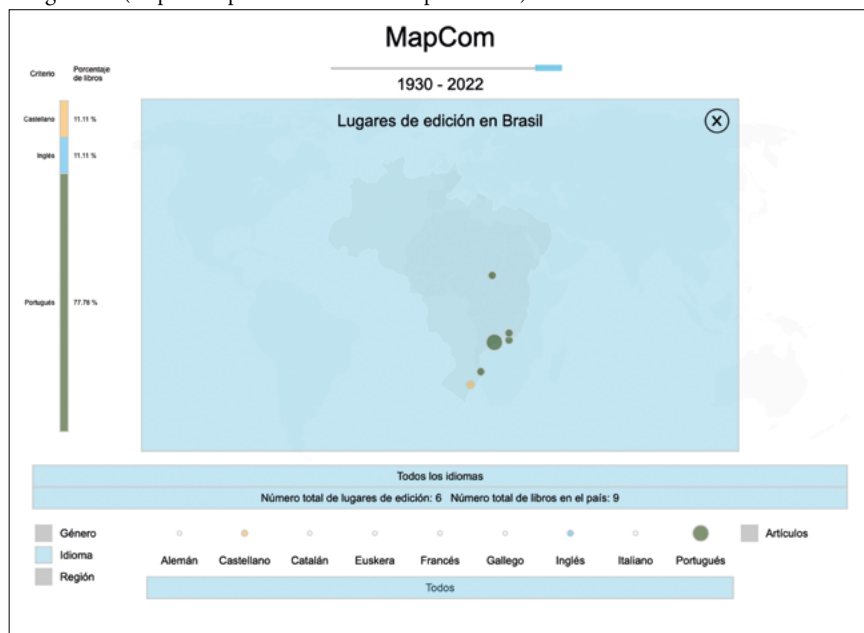 MapCom
Criterio
Porcentaje
de libros
1930 - 2022
Lugares de edición en Brasil
Castellano 11.11 %
Inglés 11.11 %
Portugués 77.78 %
Todos los idiomas
Número total de lugares de edición: 6 Número total de libros en el país: 9
Género
Idioma
Región
Alemán Castellano Catalán Euskera Francés Gallego Inglés Italiano Portugués
Artículos
Todos